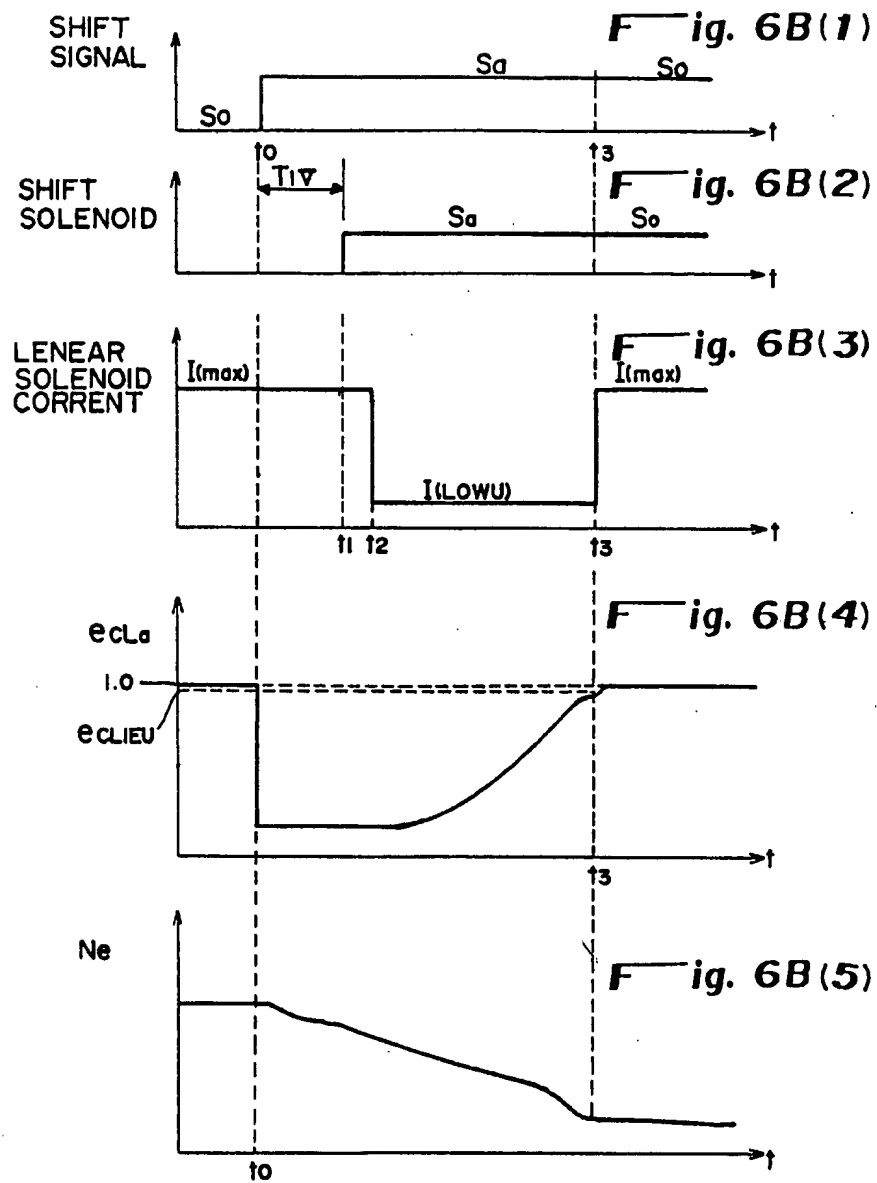 SHIFT
SIGNAL
Fig. 6B(1)
So
Sa
So
t
t0
t3
SHIFT
SOLENOID
T1∇
Fig. 6B(2)
Sa
So
t
LENEAR
SOLENOID
CURRENT
Fig. 6B(3)
I(max)
I(max)
I(LOWU)
t
t1
t2
t3
Fig. 6B(4)
eCLa
1.0
eCLIEU
t
t3
Ne
Fig. 6B(5)
t
t0